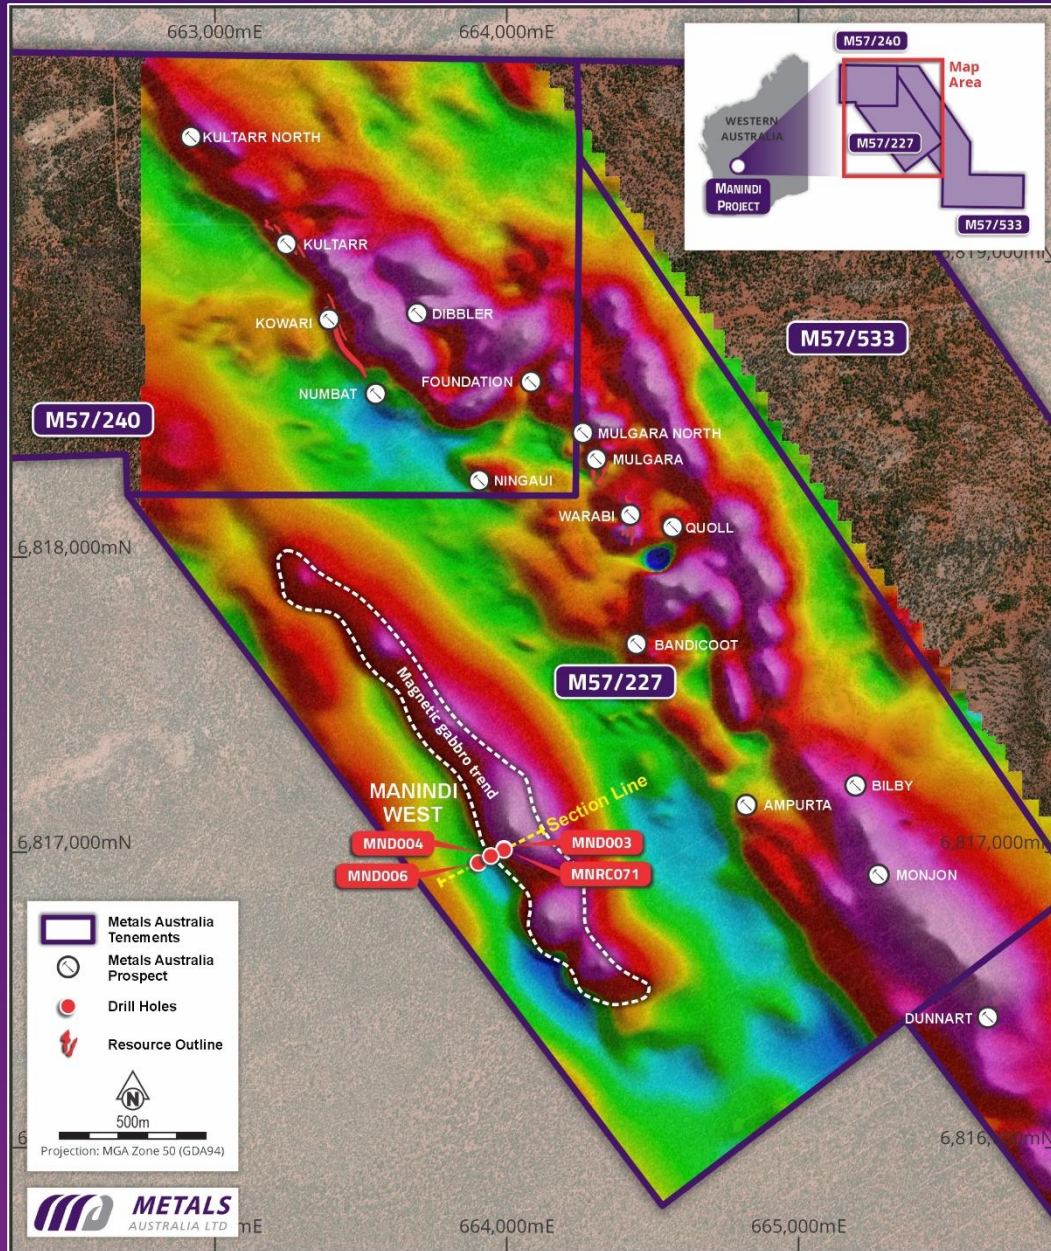 663,000mE
664,000mE
M57/240
Map
Area
WESTERN
AUSTRALIA
M57/227
MANINDI
PROJECT
M57/533
6,819,000mN
KULTARR NORTH
KULTARR
DIBBLER
KOWARI
M57/533
FOUNDATION
NUMBAT
M57/240
MULGARA NORTH
MULGARA
NINGAUI
WARABI
QUOLL
6,818,000mN
BANDICOOT
M57/227
Magnetic gabbro trend
MANINDI
WEST
Section Line
BILBY
AMPURTA
6,817,000mN
6,817,000mN
MND004
MND003
MND006
MNRC071
MONJON
DUNNART
Metals Australia
Tenements
Metals Australia
Prospect
Drill Holes
Resource Outline
N
500m
Projection: MGA Zone 50 (GDA94)
METALS
AUSTRALIA LTD
mE
664,000mE
665,000mE